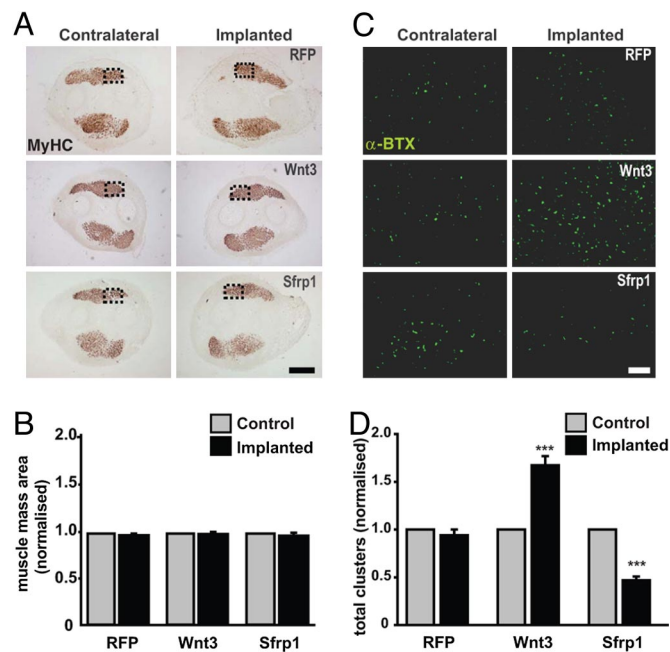 A
Contralateral Implanted
RFP
MyHC
Wnt3
Sfrp1
C
Contralateral Implanted
RFP
α-BTX
Wnt3
Sfrp1
B
Control
Implanted
muscle mass area
(normalised)
2.0
1.5
1.0
0.5
0
RFP Wnt3 Sfrp1
D
Control
Implanted
total clusters (normalised)
2.0
1.5
1.0
0.5
0
***
***
RFP Wnt3 Sfrp1